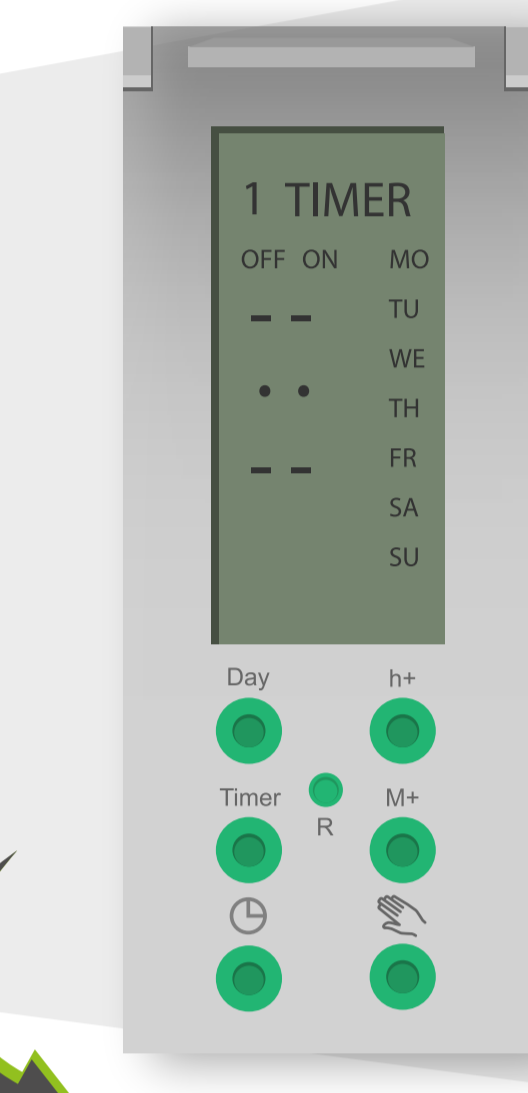 1 TIMER
OFF ON MO
-- TU
WE
. . TH
-- FR
SA
SU
Day h+
Timer M+
R